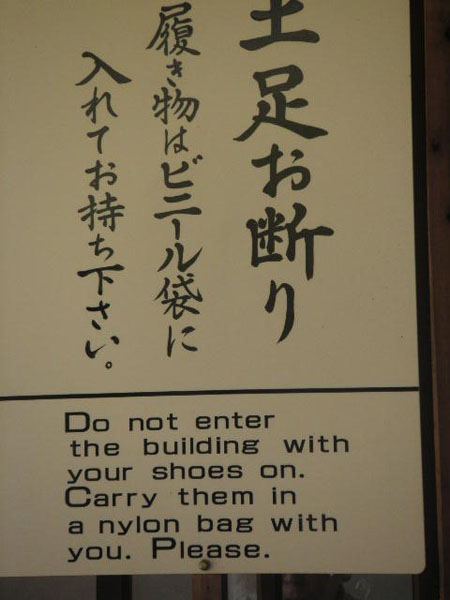 土足お断り
履き物はビニール袋に
入れてお持ち下さい。
Do not enter
the building with
your shoes on.
Carry them in
a nylon bag with
you. Please.